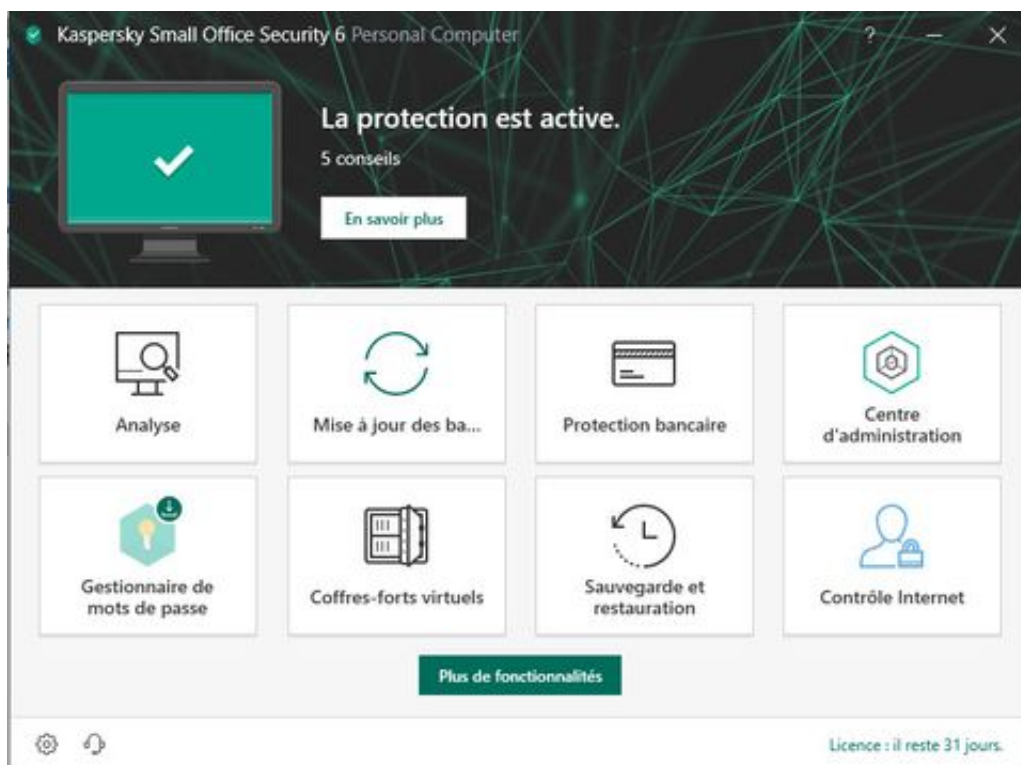 Kaspersky Small Office Security 6 Personal Computer
?
La protection est active.
5 conseils
En savoir plus
Analyse
Mise à jour des ba...
Protection bancaire
Centre
d'administration
Gestionnaire de
mots de passe
Coffres-forts virtuels
Sauvegarde et
restauration
Contrôle Internet
Plus de fonctionnalités
Licence : il reste 31 jours.